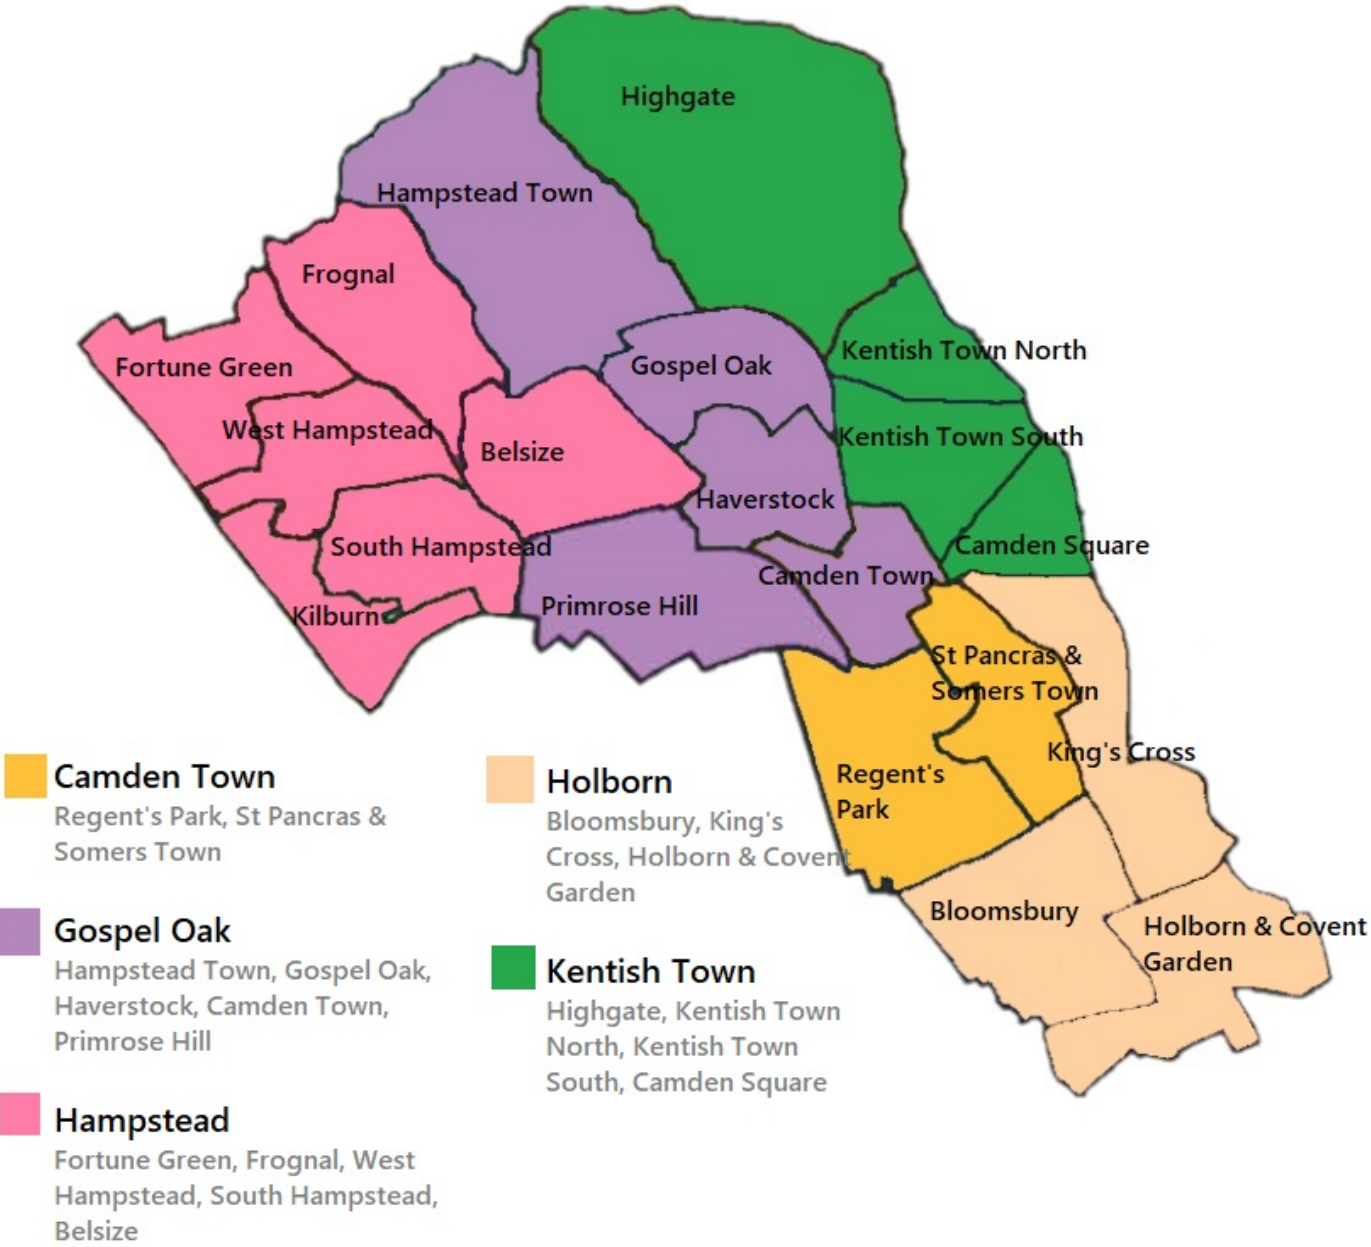 Highgate
Hampstead Town
Frognal
Kentish Town North
Gospel Oak
Fortune Green
West Hampstead
Kentish Town South
Belsize
Haverstock
South Hampstead
Camden Square
Camden Town
Primrose Hill
Kilburn
St Pancras &
Somers Town
King's Cross
Regent's
Park
Bloomsbury
Holborn & Covent
Garden
Camden Town
Regent's Park, St Pancras &
Somers Town
Gospel Oak
Hampstead Town, Gospel Oak,
Haverstock, Camden Town,
Primrose Hill
Hampstead
Fortune Green, Frognal, West
Hampstead, South Hampstead,
Belsize
Holborn
Bloomsbury, King's
Cross, Holborn & Covent
Garden
Kentish Town
Highgate, Kentish Town
North, Kentish Town
South, Camden Square